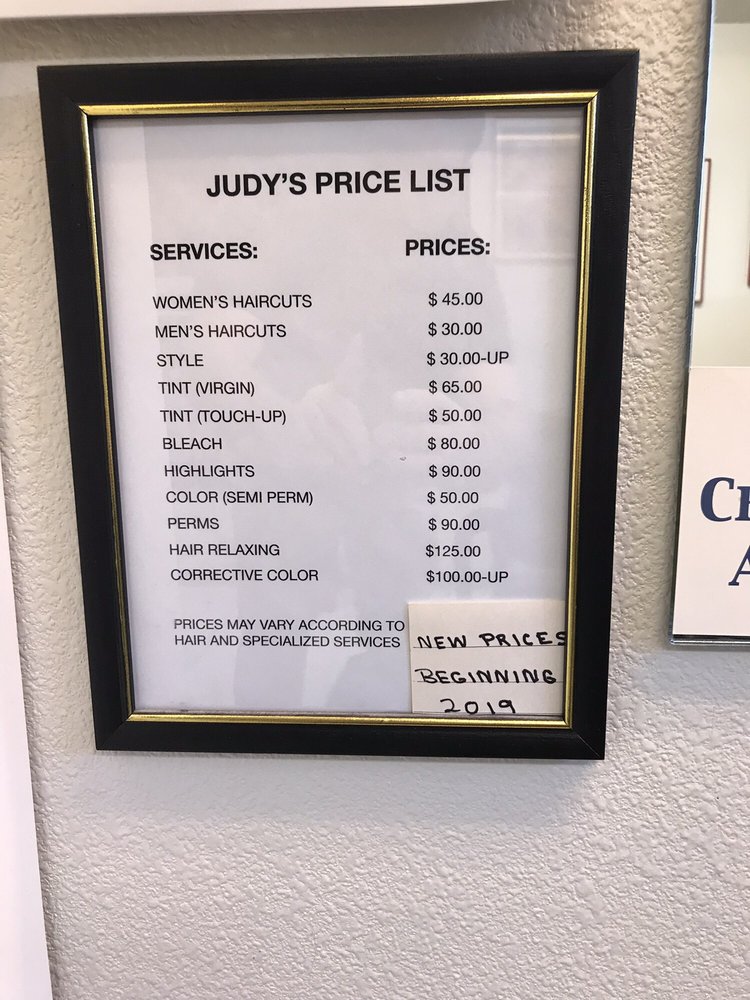 JUDY'S PRICE LIST
SERVICES: PRICES:
WOMEN'S HAIRCUTS $ 45.00
MEN'S HAIRCUTS $ 30.00
STYLE $ 30.00-UP
TINT (VIRGIN) $ 65.00
TINT (TOUCH-UP) $ 50.00
BLEACH $ 80.00
HIGHLIGHTS $ 90.00
COLOR (SEMI PERM) $ 50.00
PERMS $ 90.00
HAIR RELAXING $125.00
CORRECTIVE COLOR $100.00-UP
PRICES MAY VARY ACCORDING TO
HAIR AND SPECIALIZED SERVICES
NEW PRICES
BEGINNING
2019